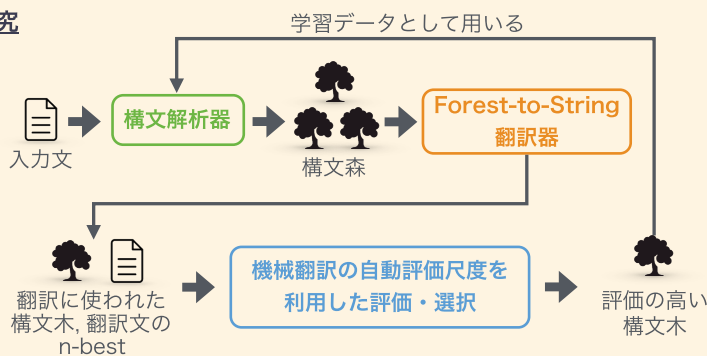 究
学習データとして用いる
構文解析器
Forest-to-String
翻訳器
入力文
構文森
機械翻訳の自動評価尺度を
利用した評価・選択
翻訳に使われた
構文木, 翻訳文の
n-best
評価の高い
構文木